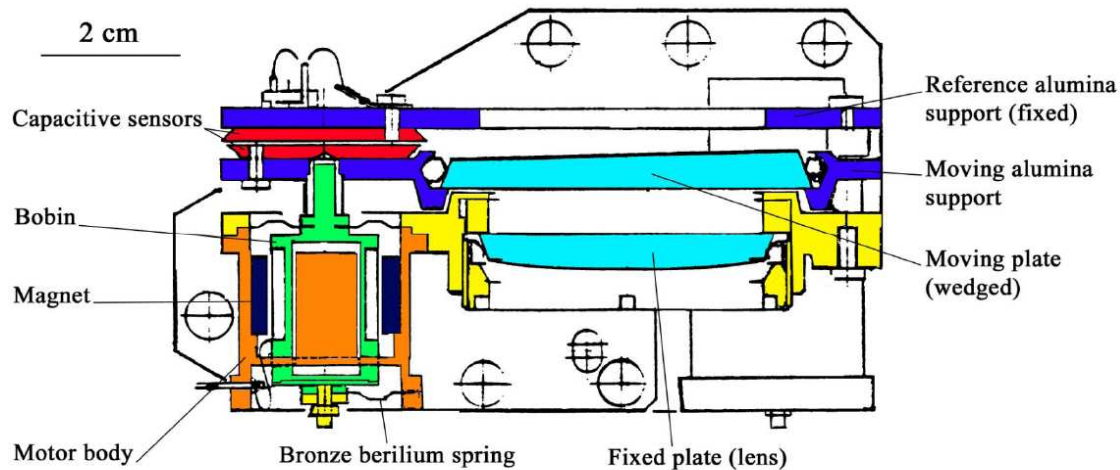 2 cm
Capacitive sensors
Bobin
Magnet
Motor body
Bronze berilium spring
Fixed plate (lens)
Reference alumina
support (fixed)
Moving alumina
support
Moving plate
(wedged)